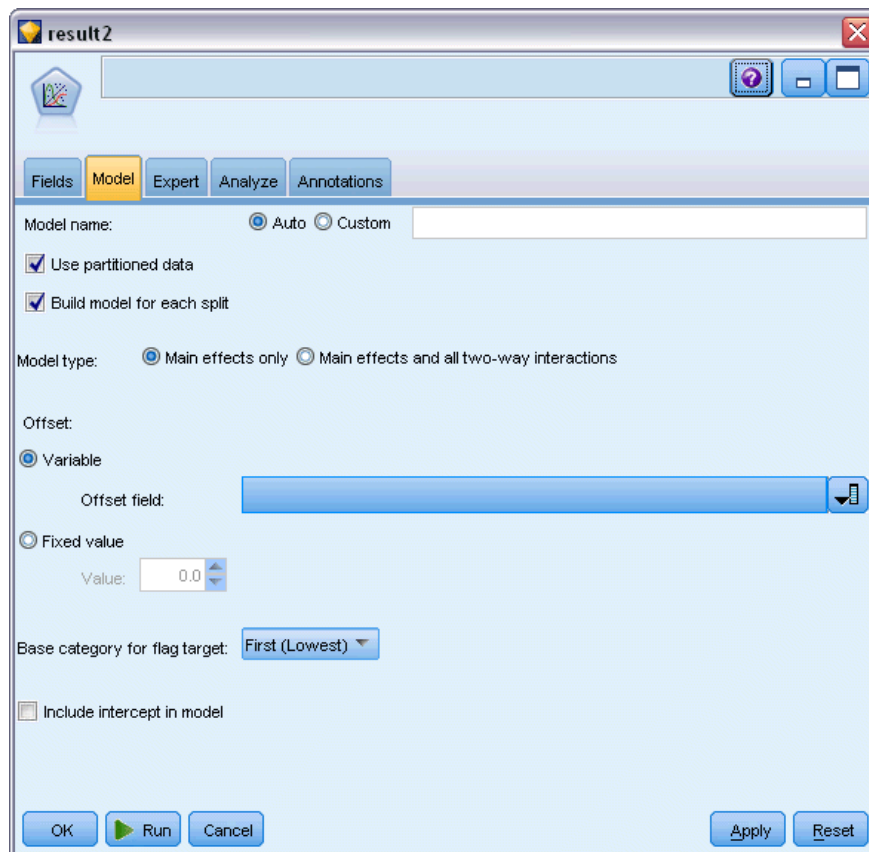 result2
Fields Model Expert Analyze Annotations
Model name: Auto Custom
Use partitioned data
Build model for each split
Model type: Main effects only Main effects and all two-way interactions
Offset:
Variable
Offset field:
Fixed value
Value: 0.0
Base category for flag target: First (Lowest)
Include intercept in model
OK Run Cancel Apply Reset